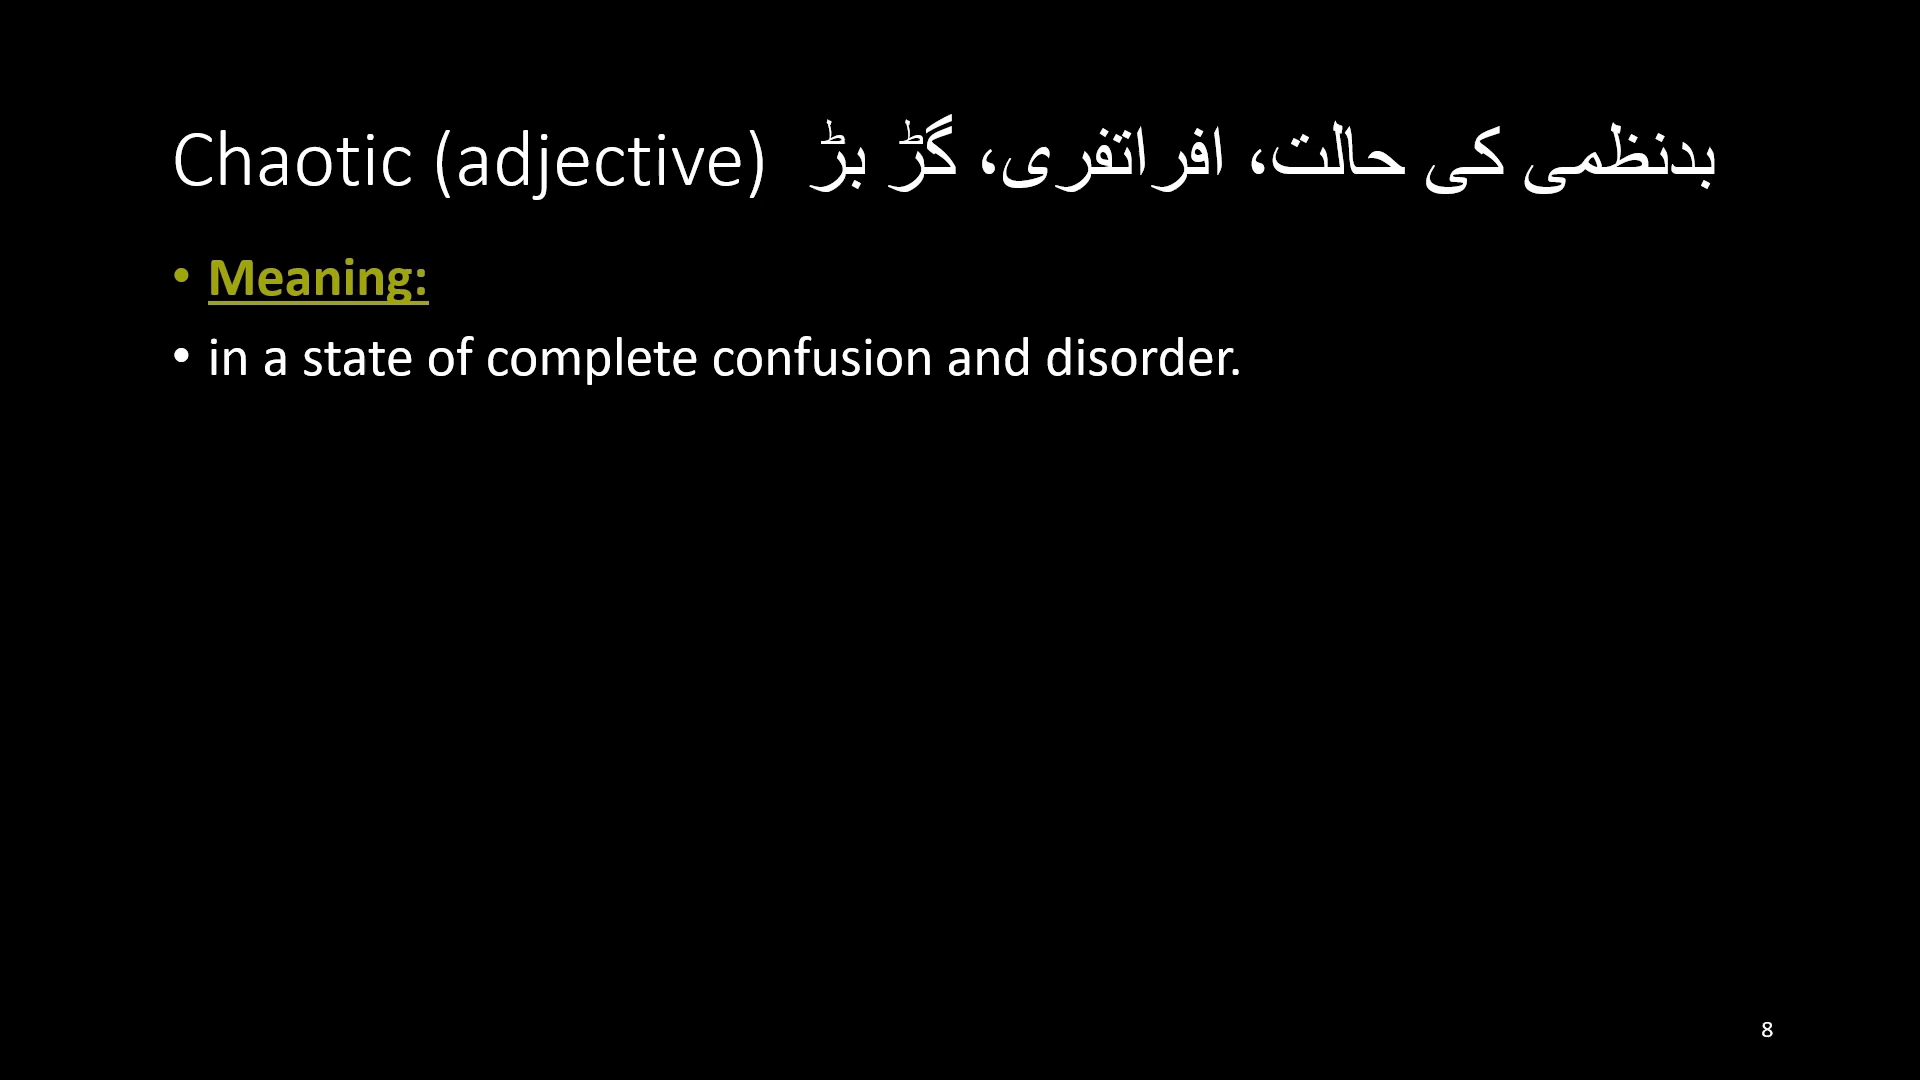 Chaotic (adjective) بدنظمی کی حالت، افراتفری، گڑ بڑ
• Meaning:
• in a state of complete confusion and disorder.
8